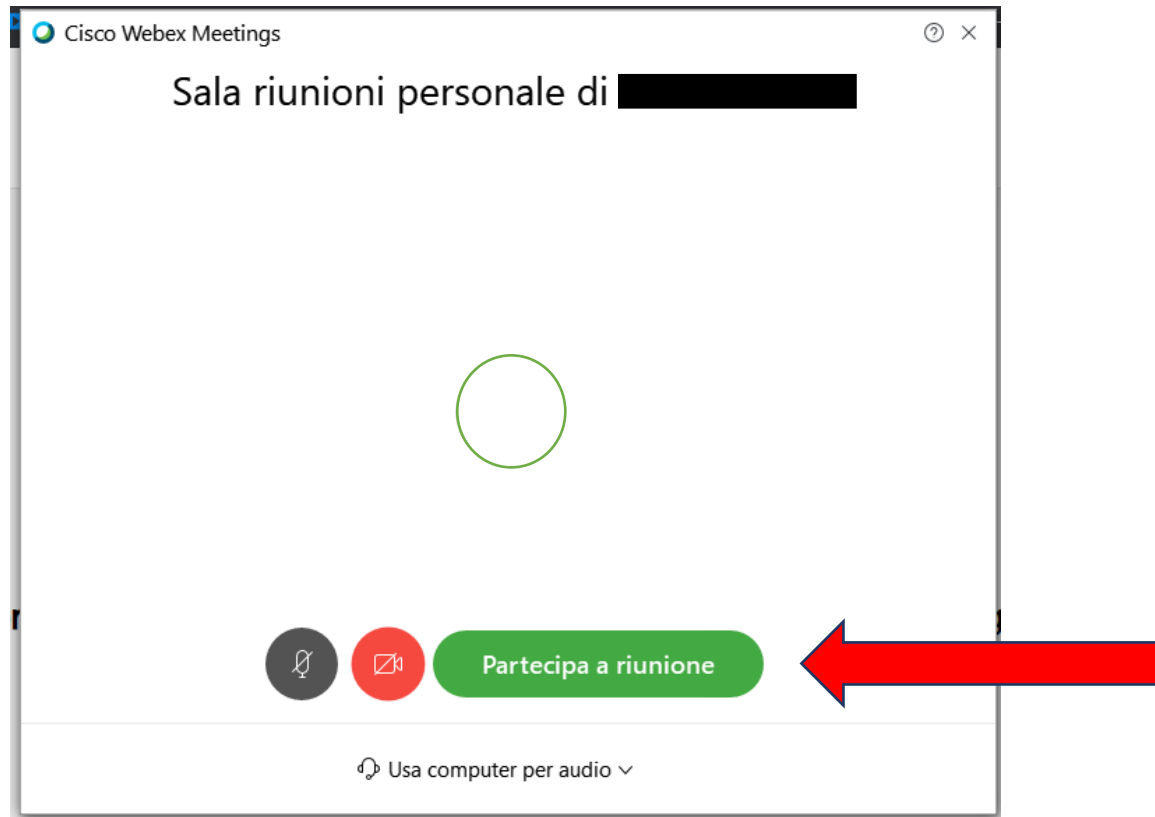 Cisco Webex Meetings
Sala riunioni personale di
Partecipa a riunione
Usa computer per audio